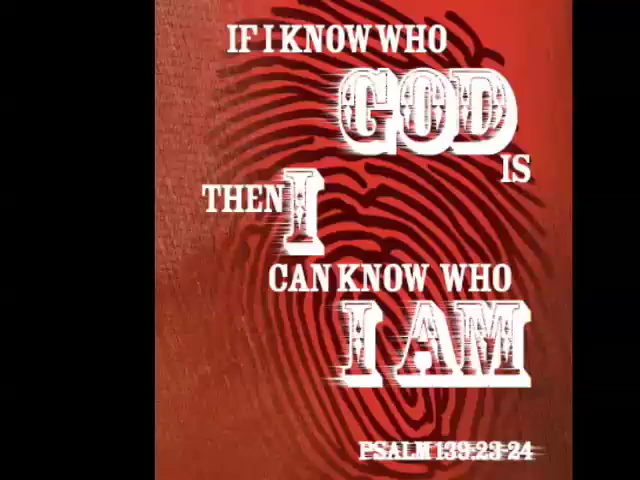 IF I KNOW WHO
GOD
IS
THEN I
CAN KNOW WHO
I AM
PSALM 139:23-24